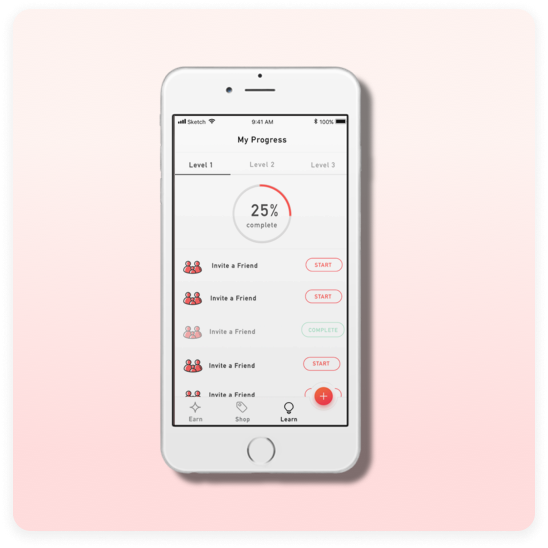 Sketch 9:41 AM 100%
My Progress
Level 1 Level 2 Level 3
25%
complete
Invite a Friend START
Invite a Friend START
Invite a Friend COMPLETE
Invite a Friend START
Invite a Friend
+
Earn Shop Learn